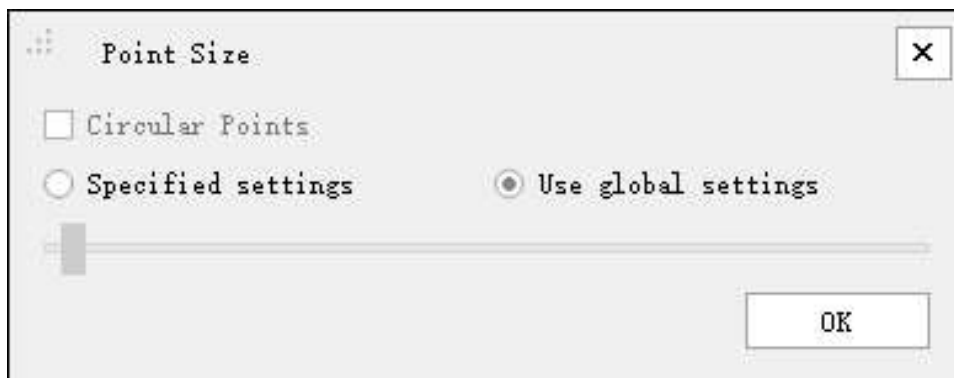 Point Size
Circular Points
Specified settings Use global settings
OK